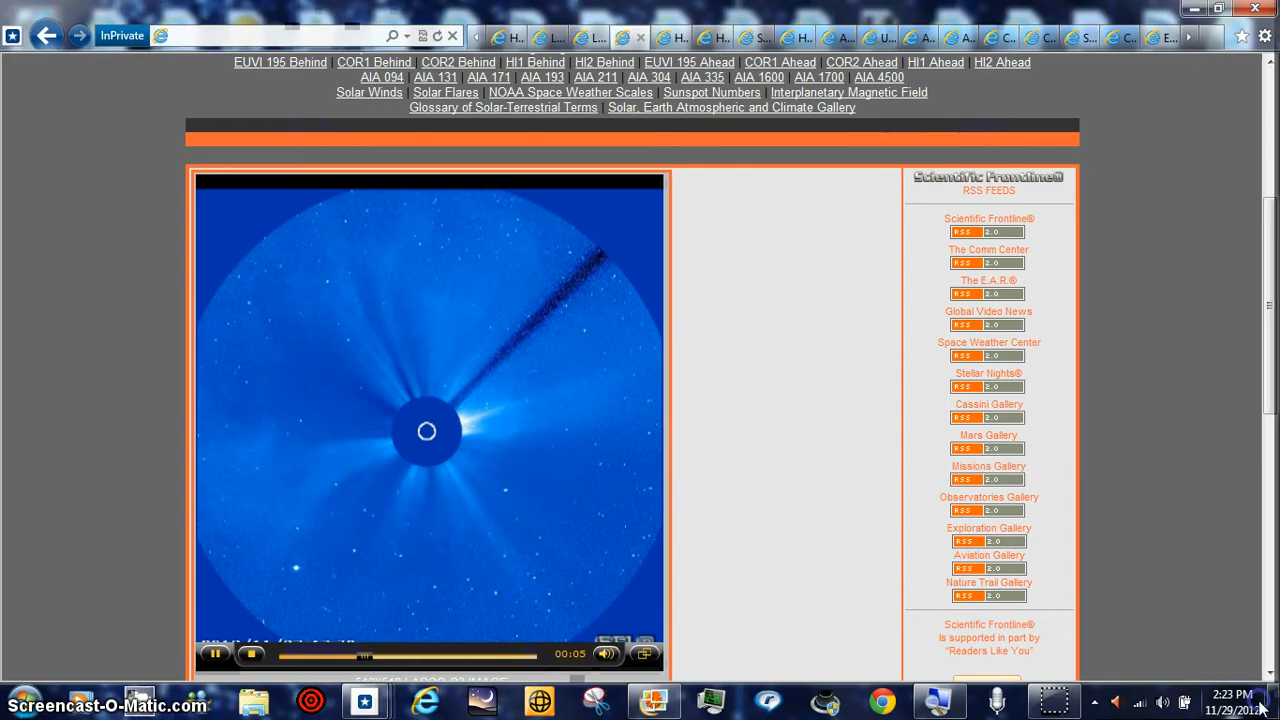 InPrivate
H...
L...
L...
H...
H...
S...
H...
A...
U...
A...
A...
C...
C...
S...
C...
E...
EUVI 195 Behind | COR1 Behind | COR2 Behind | HI1 Behind | HI2 Behind | EUVI 195 Ahead | COR1 Ahead | COR2 Ahead | HI1 Ahead | HI2 Ahead
AIA 094 | AIA 131 | AIA 171 | AIA 193 | AIA 211 | AIA 304 | AIA 335 | AIA 1600 | AIA 1700 | AIA 4500
Solar Winds | Solar Flares | NOAA Space Weather Scales | Sunspot Numbers | Interplanetary Magnetic Field
Glossary of Solar-Terrestrial Terms | Solar, Earth Atmospheric and Climate Gallery
Scientific Frontline®
RSS FEEDS
Scientific Frontline®
RSS 2.0
The Comm Center
RSS 2.0
The E.A.R.®
RSS 2.0
Global Video News
RSS 2.0
Space Weather Center
RSS 2.0
Stellar Nights®
RSS 2.0
Cassini Gallery
RSS 2.0
Mars Gallery
RSS 2.0
Missions Gallery
RSS 2.0
Observatories Gallery
RSS 2.0
Exploration Gallery
RSS 2.0
Aviation Gallery
RSS 2.0
Nature Trail Gallery
RSS 2.0
Scientific Frontline®
Is supported in part by
“Readers Like You”
00:05
2:23 PM
11/29/2012
Screencast-O-Matic.com